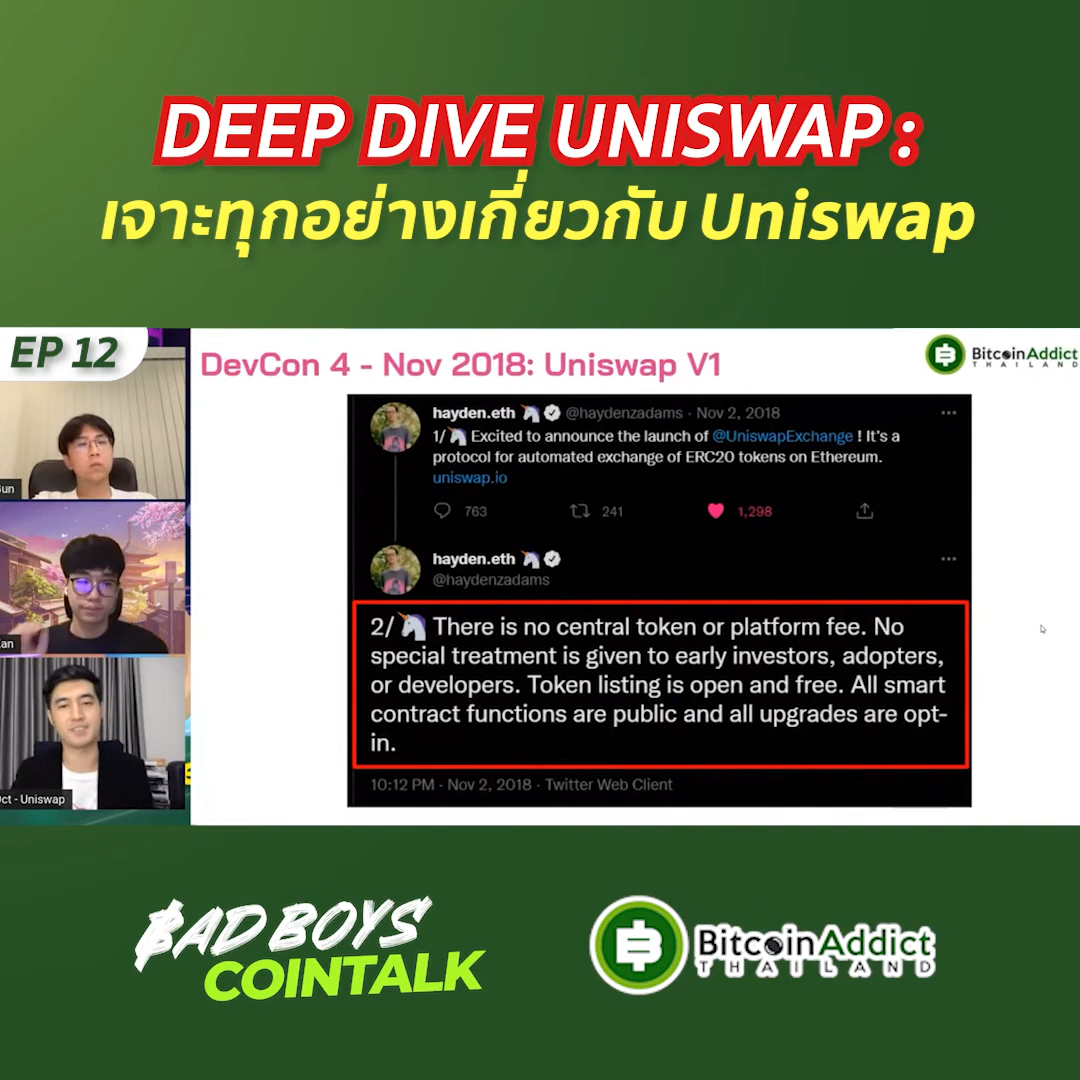 DEEP DIVE UNISWAP :
เจาะทุกอย่างเกี่ยวกับ Uniswap
EP 12
DevCon 4 - Nov 2018: Uniswap V1
BitcoinAddict
THAILAND
hayden.eth @haydenzadams · Nov 2, 2018
1/ Excited to announce the launch of @UniswapExchange ! It's a
protocol for automated exchange of ERC20 tokens on Ethereum.
uniswap.io
763 241 1,298
hayden.eth
@haydenzadams
2/ There is no central token or platform fee. No
special treatment is given to early investors, adopters,
or developers. Token listing is open and free. All smart
contract functions are public and all upgrades are opt-
in.
10:12 PM · Nov 2, 2018 · Twitter Web Client
- Uniswap
BAD BOYS
COINTALK
BitcoinAddict
THAILAND